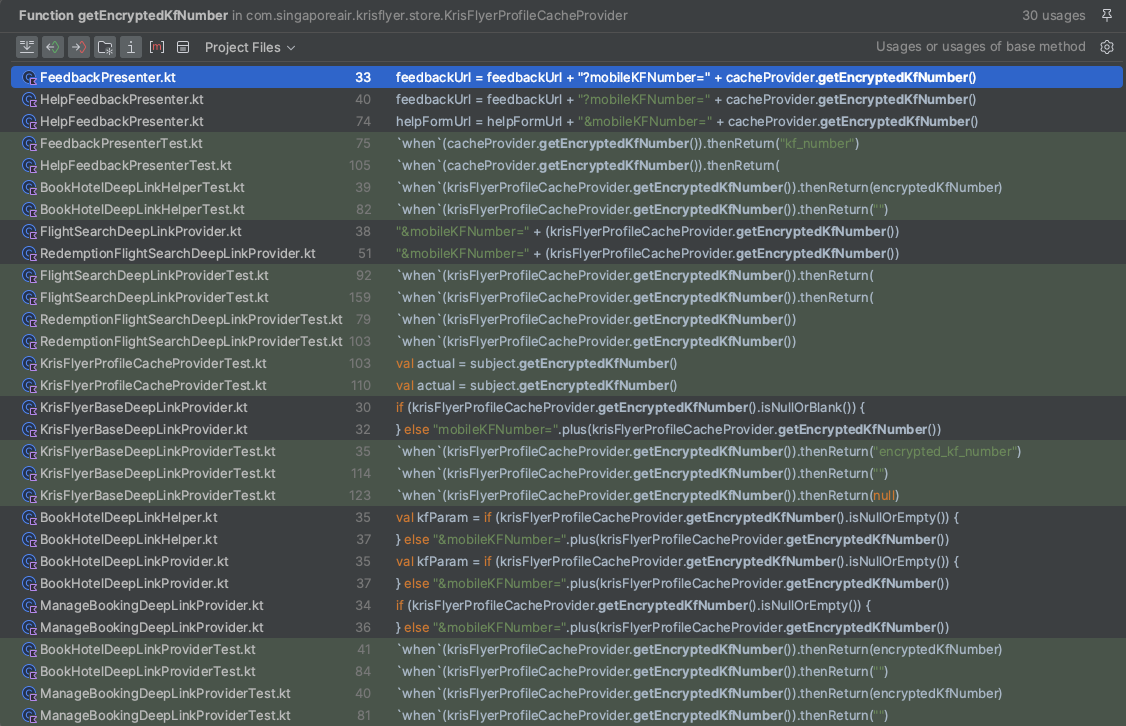 Function getEncryptedKfNumber in com.singaporeair.krisflyer.store.KrisFlyerProfileCacheProvider 30 usages
[m] Project Files Usages or usages of base method
FeedbackPresenter.kt 33 feedbackUrl = feedbackUrl + "?mobileKFNumber=" + cacheProvider.getEncryptedKfNumber()
HelpFeedbackPresenter.kt 40 feedbackUrl = feedbackUrl + "?mobileKFNumber=" + cacheProvider.getEncryptedKfNumber()
HelpFeedbackPresenter.kt 74 helpFormUrl = helpFormUrl + "&mobileKFNumber=" + cacheProvider.getEncryptedKfNumber()
FeedbackPresenterTest.kt 75 `when`(cacheProvider.getEncryptedKfNumber()).thenReturn("kf_number")
HelpFeedbackPresenterTest.kt 105 `when`(cacheProvider.getEncryptedKfNumber()).thenReturn(
BookHotelDeepLinkHelperTest.kt 39 `when`(krisFlyerProfileCacheProvider.getEncryptedKfNumber()).thenReturn(encryptedKfNumber)
BookHotelDeepLinkHelperTest.kt 82 `when`(krisFlyerProfileCacheProvider.getEncryptedKfNumber()).thenReturn("")
FlightSearchDeepLinkProvider.kt 38 "&mobileKFNumber=" + (krisFlyerProfileCacheProvider.getEncryptedKfNumber())
RedemptionFlightSearchDeepLinkProvider.kt 51 "&mobileKFNumber=" + (krisFlyerProfileCacheProvider.getEncryptedKfNumber())
FlightSearchDeepLinkProviderTest.kt 92 `when`(krisFlyerProfileCacheProvider.getEncryptedKfNumber()).thenReturn(
FlightSearchDeepLinkProviderTest.kt 159 `when`(krisFlyerProfileCacheProvider.getEncryptedKfNumber()).thenReturn(
RedemptionFlightSearchDeepLinkProviderTest.kt 79 `when`(krisFlyerProfileCacheProvider.getEncryptedKfNumber())
RedemptionFlightSearchDeepLinkProviderTest.kt 103 `when`(krisFlyerProfileCacheProvider.getEncryptedKfNumber())
KrisFlyerProfileCacheProviderTest.kt 103 val actual = subject.getEncryptedKfNumber()
KrisFlyerProfileCacheProviderTest.kt 110 val actual = subject.getEncryptedKfNumber()
KrisFlyerBaseDeepLinkProvider.kt 30 if (krisFlyerProfileCacheProvider.getEncryptedKfNumber().isNullOrBlank()) {
KrisFlyerBaseDeepLinkProvider.kt 32 } else "mobileKFNumber=".plus(krisFlyerProfileCacheProvider.getEncryptedKfNumber())
KrisFlyerBaseDeepLinkProviderTest.kt 35 `when`(krisFlyerProfileCacheProvider.getEncryptedKfNumber()).thenReturn("encrypted_kf_number")
KrisFlyerBaseDeepLinkProviderTest.kt 114 `when`(krisFlyerProfileCacheProvider.getEncryptedKfNumber()).thenReturn("")
KrisFlyerBaseDeepLinkProviderTest.kt 123 `when`(krisFlyerProfileCacheProvider.getEncryptedKfNumber()).thenReturn(null)
BookHotelDeepLinkHelper.kt 35 val kfParam = if (krisFlyerProfileCacheProvider.getEncryptedKfNumber().isNullOrEmpty()) {
BookHotelDeepLinkHelper.kt 37 } else "&mobileKFNumber=".plus(krisFlyerProfileCacheProvider.getEncryptedKfNumber())
BookHotelDeepLinkProvider.kt 35 val kfParam = if (krisFlyerProfileCacheProvider.getEncryptedKfNumber().isNullOrEmpty()) {
BookHotelDeepLinkProvider.kt 37 } else "&mobileKFNumber=".plus(krisFlyerProfileCacheProvider.getEncryptedKfNumber())
ManageBookingDeepLinkProvider.kt 34 if (krisFlyerProfileCacheProvider.getEncryptedKfNumber().isNullOrEmpty()) {
ManageBookingDeepLinkProvider.kt 36 } else "&mobileKFNumber=".plus(krisFlyerProfileCacheProvider.getEncryptedKfNumber())
BookHotelDeepLinkProviderTest.kt 41 `when`(krisFlyerProfileCacheProvider.getEncryptedKfNumber()).thenReturn(encryptedKfNumber)
BookHotelDeepLinkProviderTest.kt 84 `when`(krisFlyerProfileCacheProvider.getEncryptedKfNumber()).thenReturn("")
ManageBookingDeepLinkProviderTest.kt 40 `when`(krisFlyerProfileCacheProvider.getEncryptedKfNumber()).thenReturn(encryptedKfNumber)
ManageBookingDeepLinkProviderTest.kt 81 `when`(krisFlyerProfileCacheProvider.getEncryptedKfNumber()).thenReturn("")